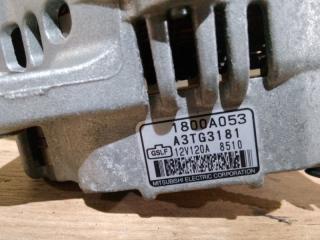 1800A053
A3TG3181
GSLF 12V120A 8510
MITSUBISHI ELECTRIC CORPORATION